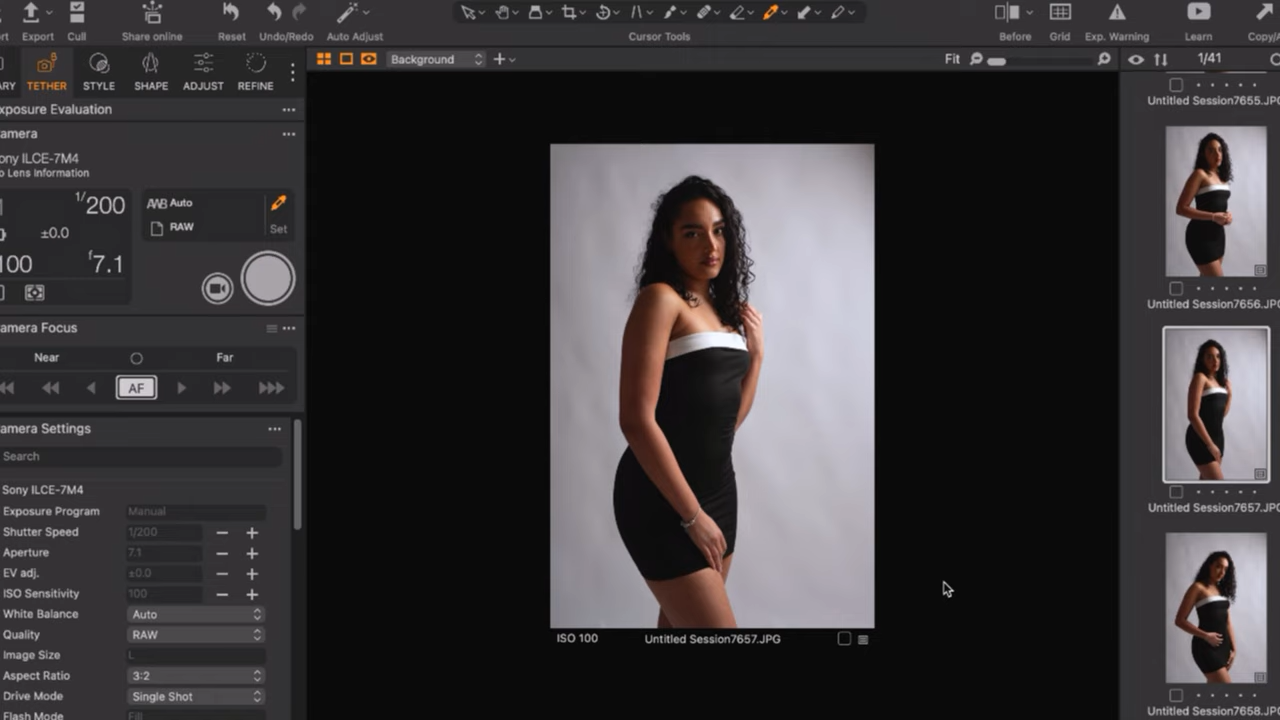 Export
Cull
Share online
Reset
Undo/Redo
Auto Adjust
Cursor Tools
Before
Grid
Exp. Warning
Learn
Copy/A
ARY
TETHER
STYLE
SHAPE
ADJUST
REFINE
Background
Fit
1/41
xposure Evaluation
amera
ony ILCE-7M4
o Lens Information
1/200
±0.0
100
f7.1
AWB Auto
RAW
Set
amera Focus
Near
Far
AF
amera Settings
Search
Sony ILCE-7M4
Exposure Program Manual
Shutter Speed 1/200
Aperture 7.1
EV adj. ±0.0
ISO Sensitivity 100
White Balance Auto
Quality RAW
Image Size L
Aspect Ratio 3:2
Drive Mode Single Shot
Flash Mode Fill
ISO 100
Untitled Session7657.JPG
Untitled Session7655.JPG
Untitled Session7656.JPG
Untitled Session7657.JPG
Untitled Session7658.JPG